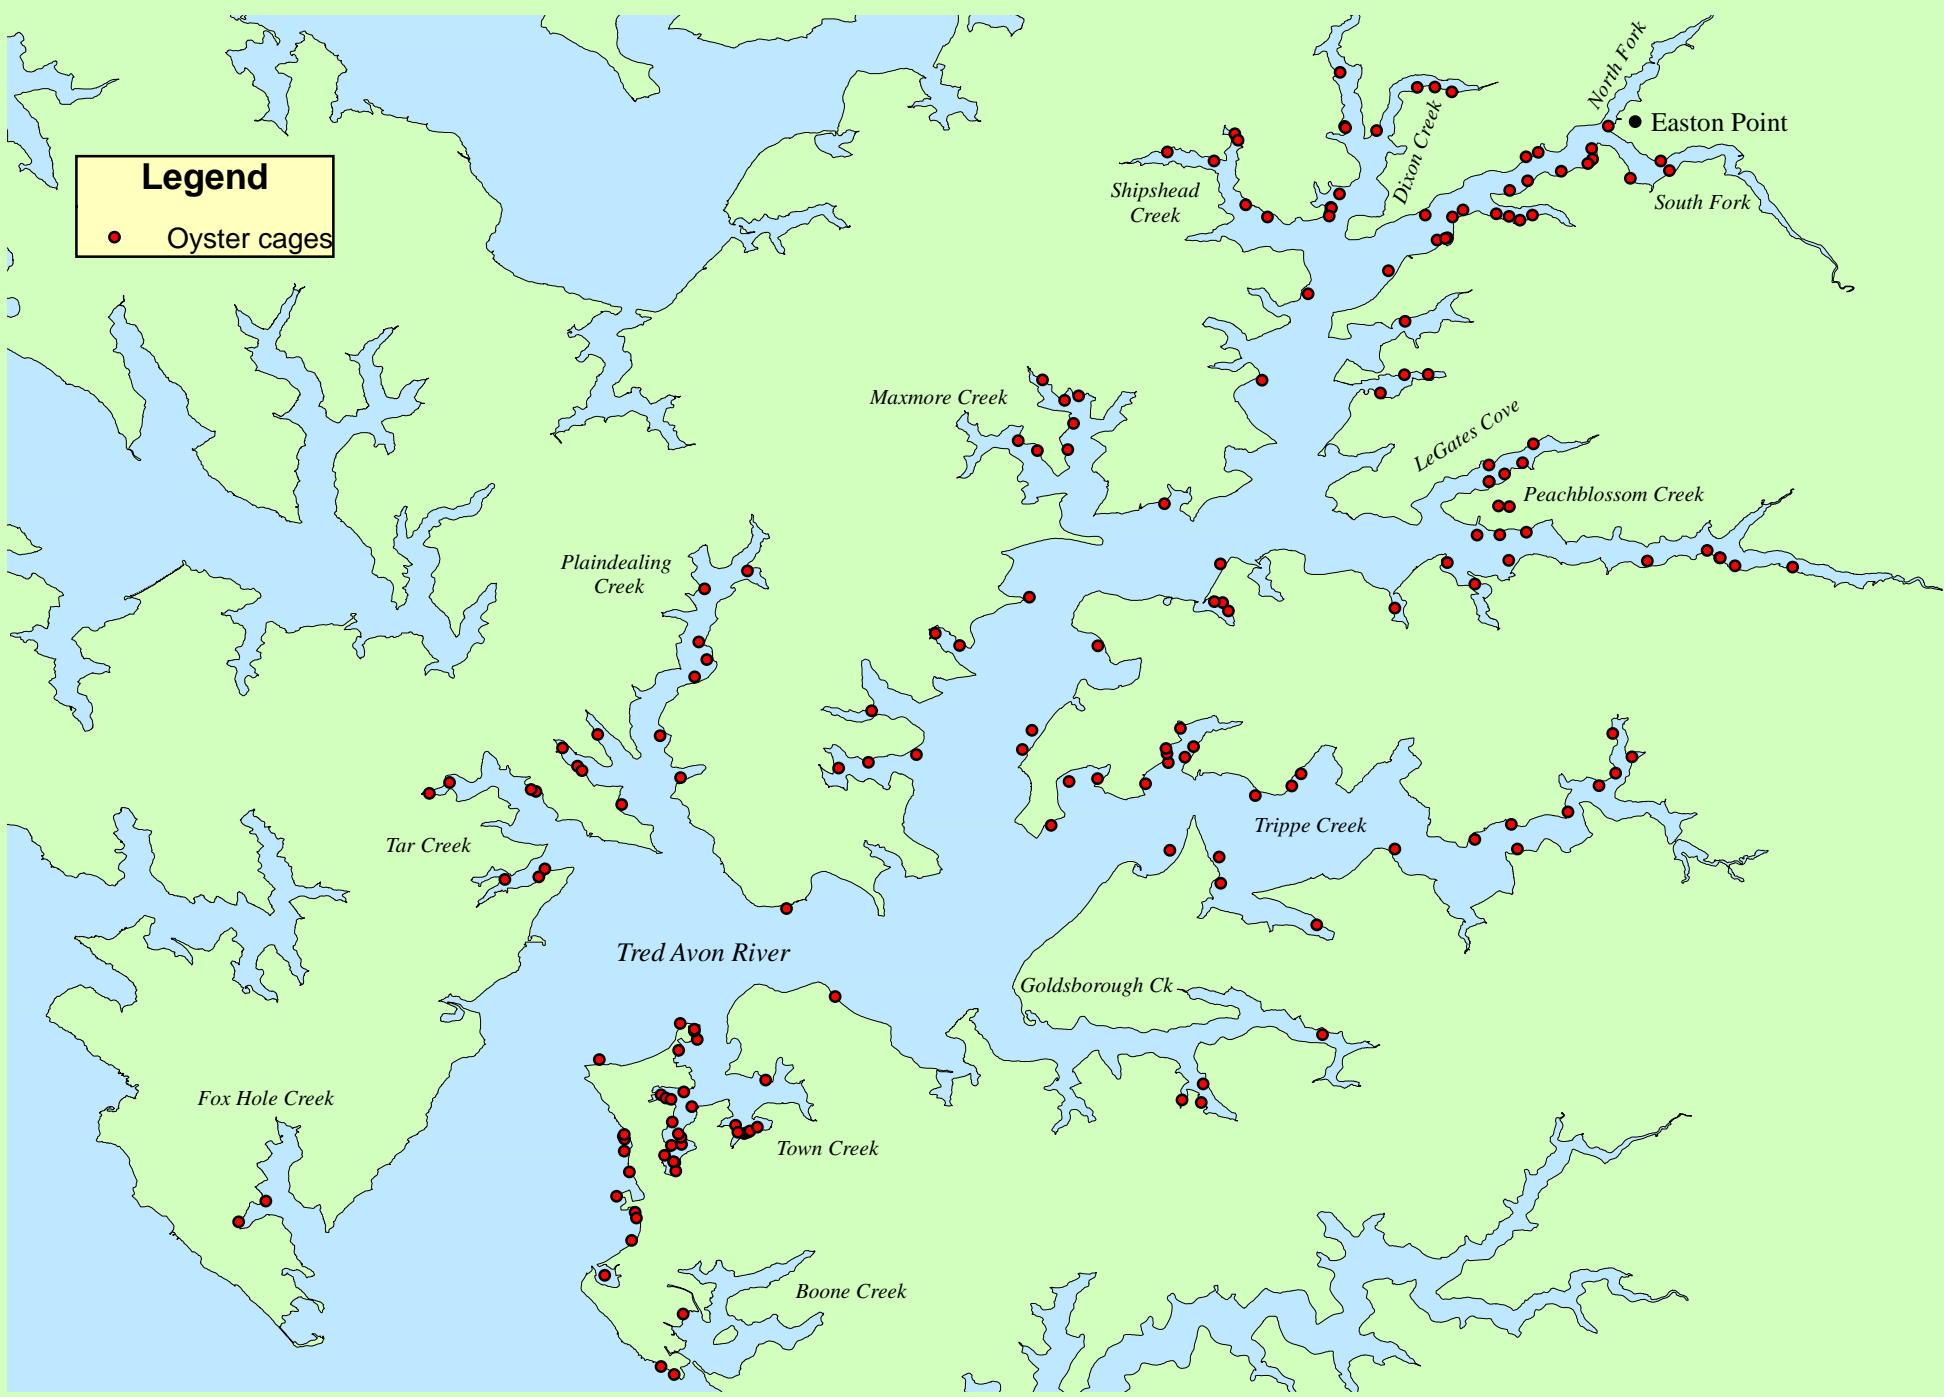 North Fork
Easton Point
Legend
Oyster cages
Dixon Creek
Shipshead
Creek
South Fork
Maxmore Creek
LeGates Cove
Peachblossom Creek
Plaindealing
Creek
Trippe Creek
Tar Creek
Tred Avon River
Goldsborough Ck
Fox Hole Creek
Town Creek
Boone Creek